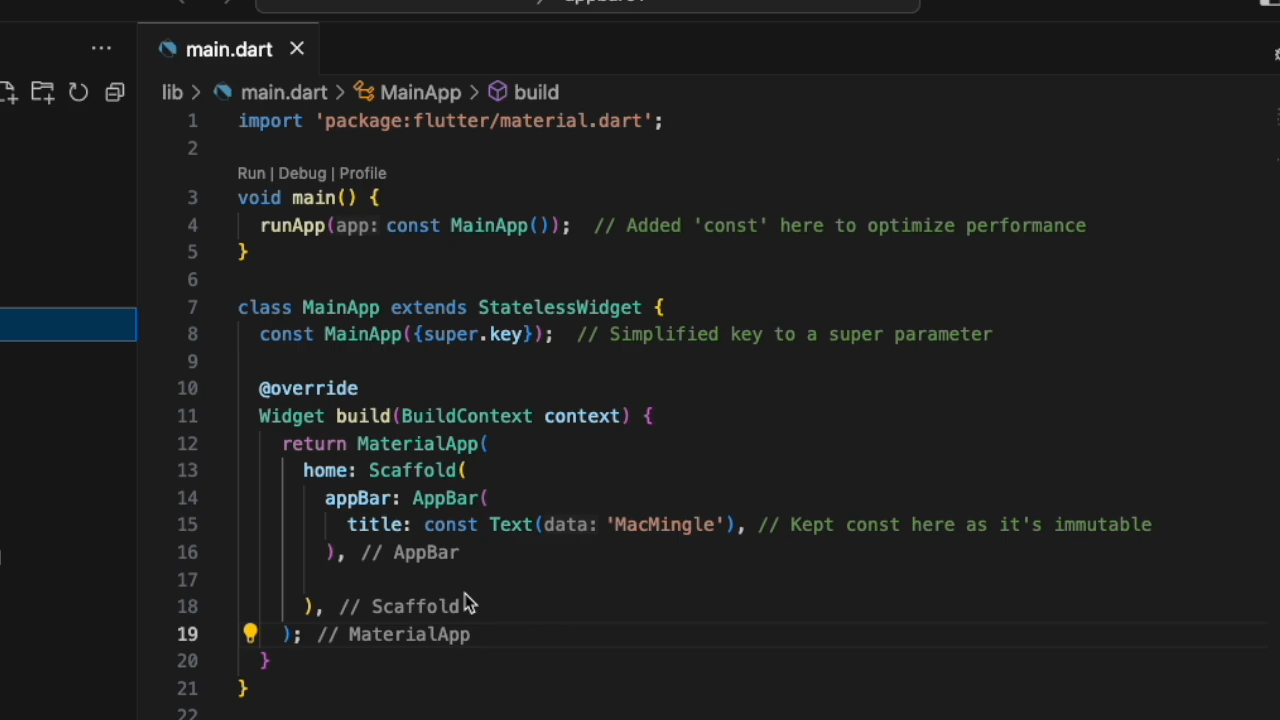 main.dart
lib > main.dart > MainApp > build
1 import 'package:flutter/material.dart';
2
Run | Debug | Profile
3 void main() {
4 runApp(app: const MainApp()); // Added 'const' here to optimize performance
5 }
6
7 class MainApp extends StatelessWidget {
8 const MainApp({super.key}); // Simplified key to a super parameter
9
10 @override
11 Widget build(BuildContext context) {
12 return MaterialApp(
13 home: Scaffold(
14 appBar: AppBar(
15 title: const Text(data: 'MacMingle'), // Kept const here as it's immutable
16 ), // AppBar
17
18 ), // Scaffold
19 ); // MaterialApp
20 }
21 }
22